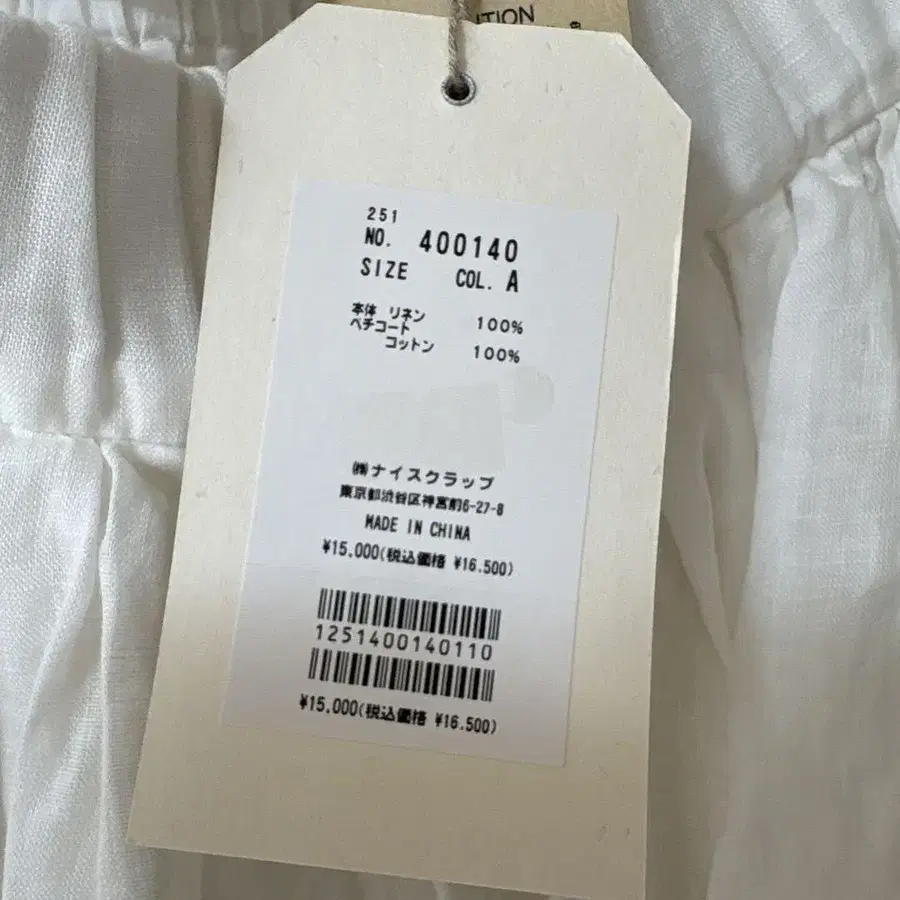 251
NO. 400140
SIZE COL. A
本体 リネン 100%
ペチコート
コットン 100%
㈱ナイスクラップ
東京都渋谷区神宮前6-27-8
MADE IN CHINA
¥15,000(税込価格 ¥16,500)
1251400140110
¥15,000(税込価格 ¥16,500)